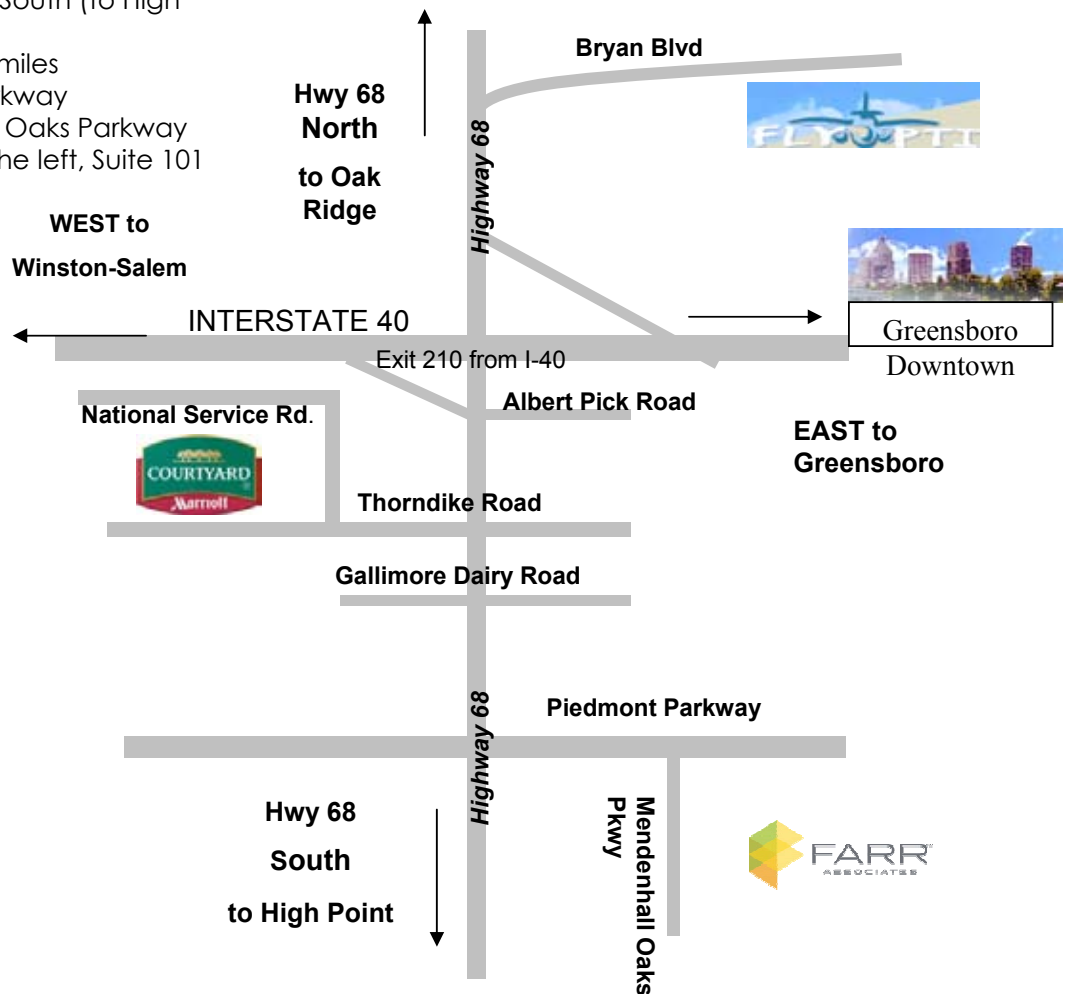 South (to High
miles
kway
Oaks Parkway
he left, Suite 101
Bryan Blvd
Hwy 68
North
to Oak
Ridge
Highway 68
FLY PTI
WEST to
Winston-Salem
INTERSTATE 40
Exit 210 from I-40
Greensboro
Downtown
National Service Rd.
Albert Pick Road
EAST to
Greensboro
COURTYARD
Marriott
Thorndike Road
Gallimore Dairy Road
Highway 68
Piedmont Parkway
Hwy 68
South
to High Point
Mendenhall Oaks
Pkwy
FARR
ASSOCIATES